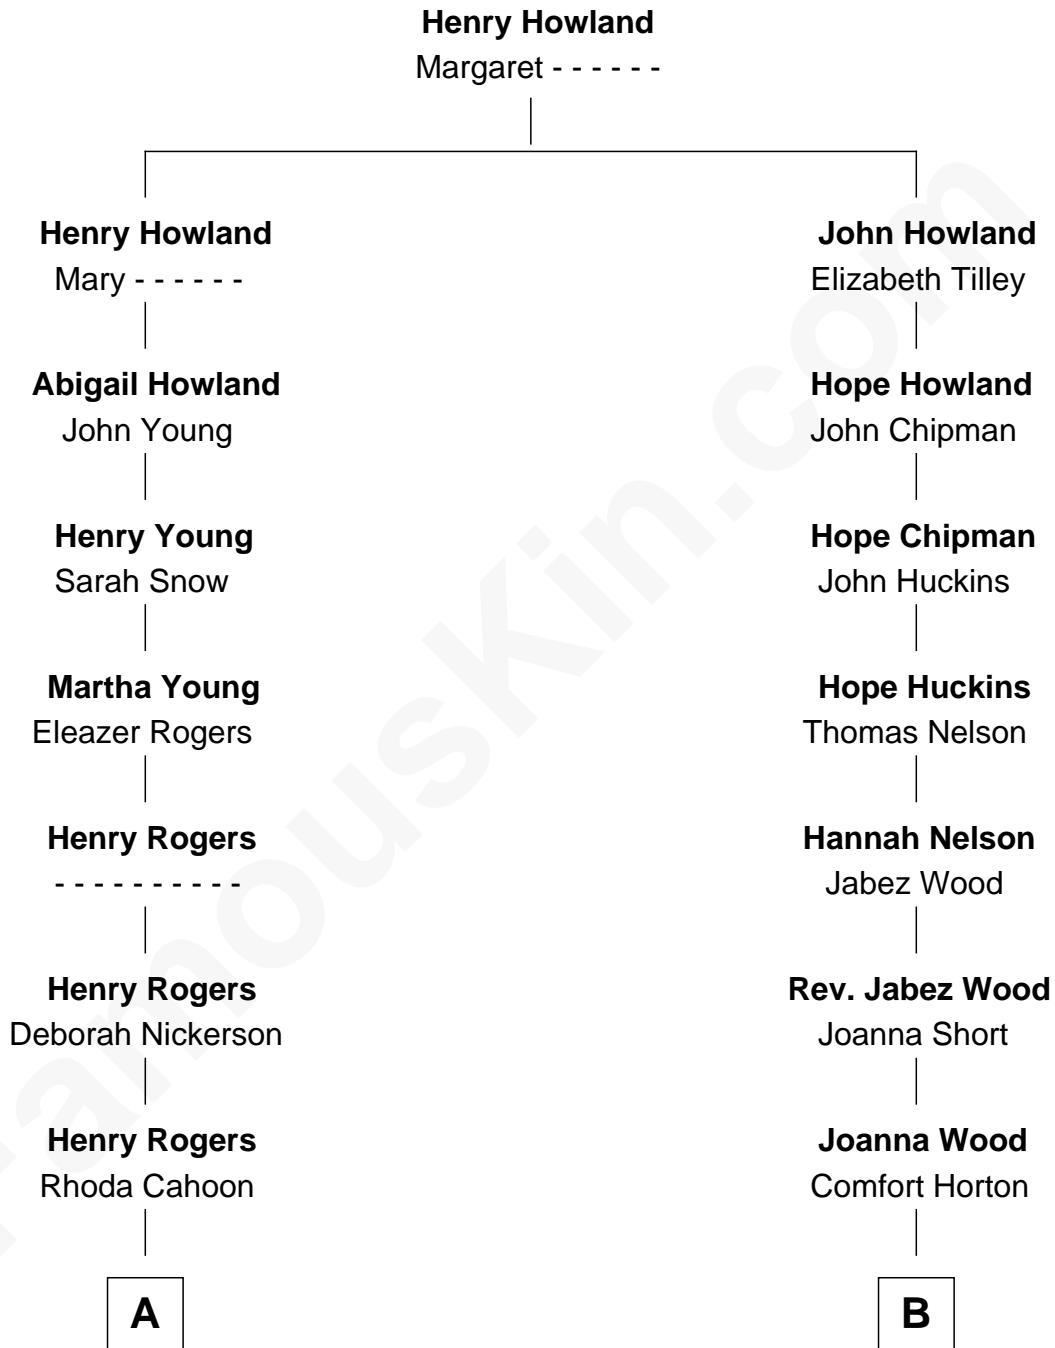 Henry Howland
Margaret - - - - - -
Henry Howland
Mary - - - - - -
Abigail Howland
John Young
Henry Young
Sarah Snow
Martha Young
Eleazer Rogers
Henry Rogers
- - - - - - - - - -
Henry Rogers
Deborah Nickerson
Henry Rogers
Rhoda Cahoon
A
John Howland
Elizabeth Tilley
Hope Howland
John Chipman
Hope Chipman
John Huckins
Hope Huckins
Thomas Nelson
Hannah Nelson
Jabez Wood
Rev. Jabez Wood
Joanna Short
Joanna Wood
Comfort Horton
B
FamousKin.com